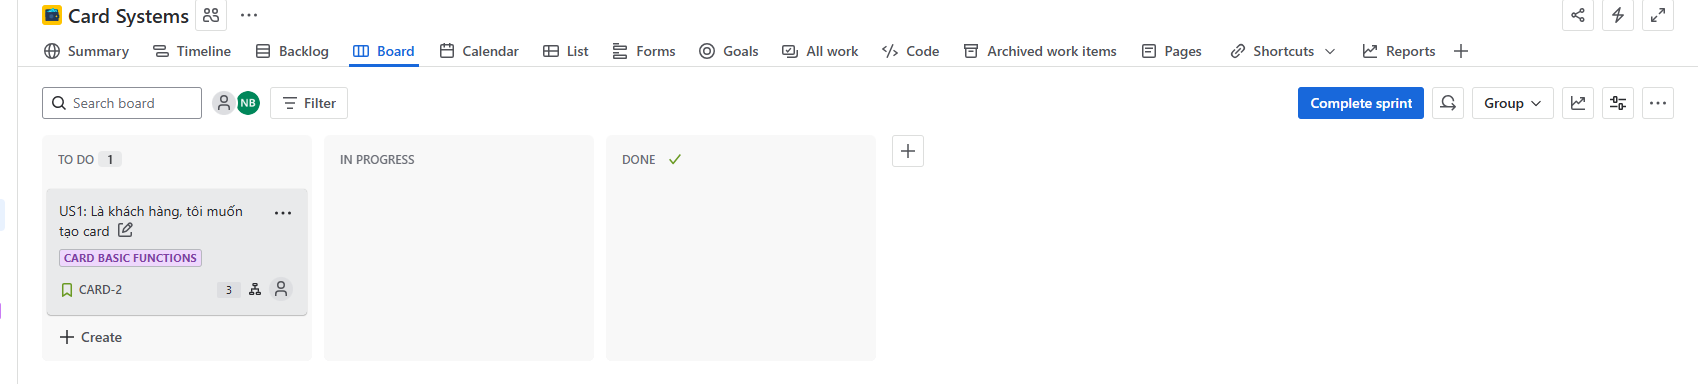 Card Systems
Summary
Timeline
Backlog
Board
Calendar
List
Forms
Goals
All work
Code
Archived work items
Pages
Shortcuts
Reports
Search board
NB
Filter
Complete sprint
Group
TO DO 1
IN PROGRESS
DONE
US1: Là khách hàng, tôi muốn
tạo card
CARD BASIC FUNCTIONS
CARD-2
3
Create